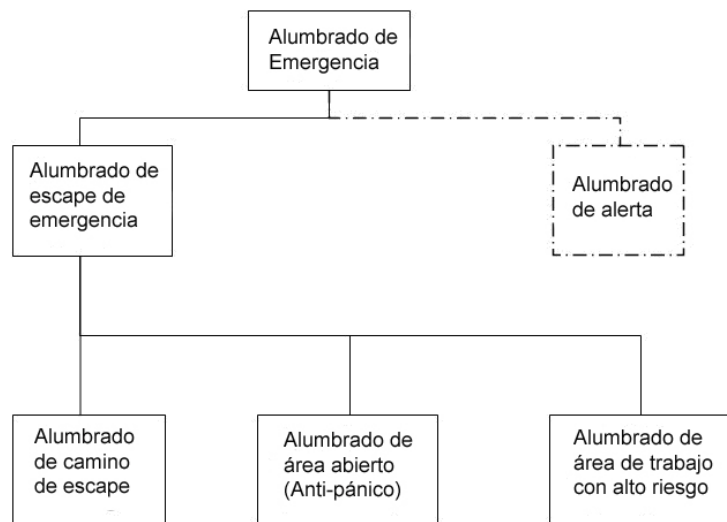 Alumbrado de
Emergencia
Alumbrado de
escape de
emergencia
Alumbrado
de alerta
Alumbrado
de camino
de escape
Alumbrado de
área abierto
(Anti-pánico)
Alumbrado de
área de trabajo
con alto riesgo